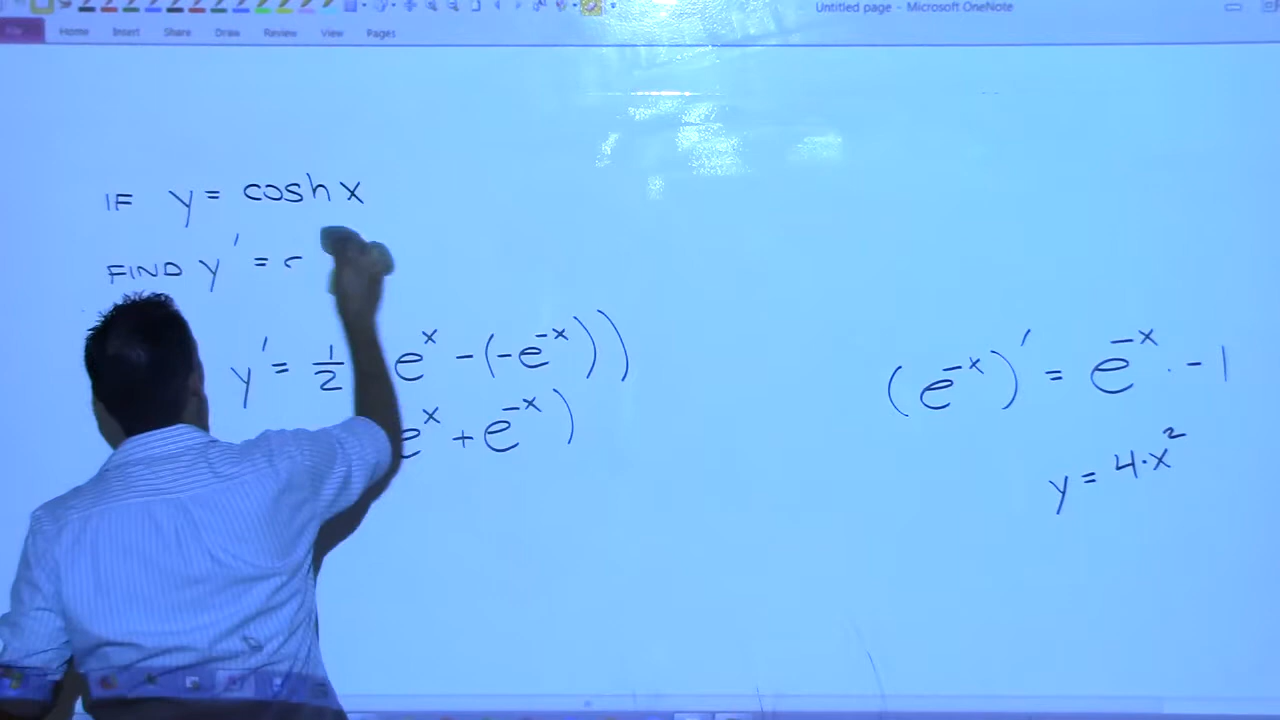 Untitled page - Microsoft OneNote
Home Insert Share Draw Review View Pages
IF y = cosh x
FIND y' =
y' = 1/2 e^x - (-e^-x))
e^x + e^-x)
(e^-x)' = e^-x · -1
y = 4·x^2